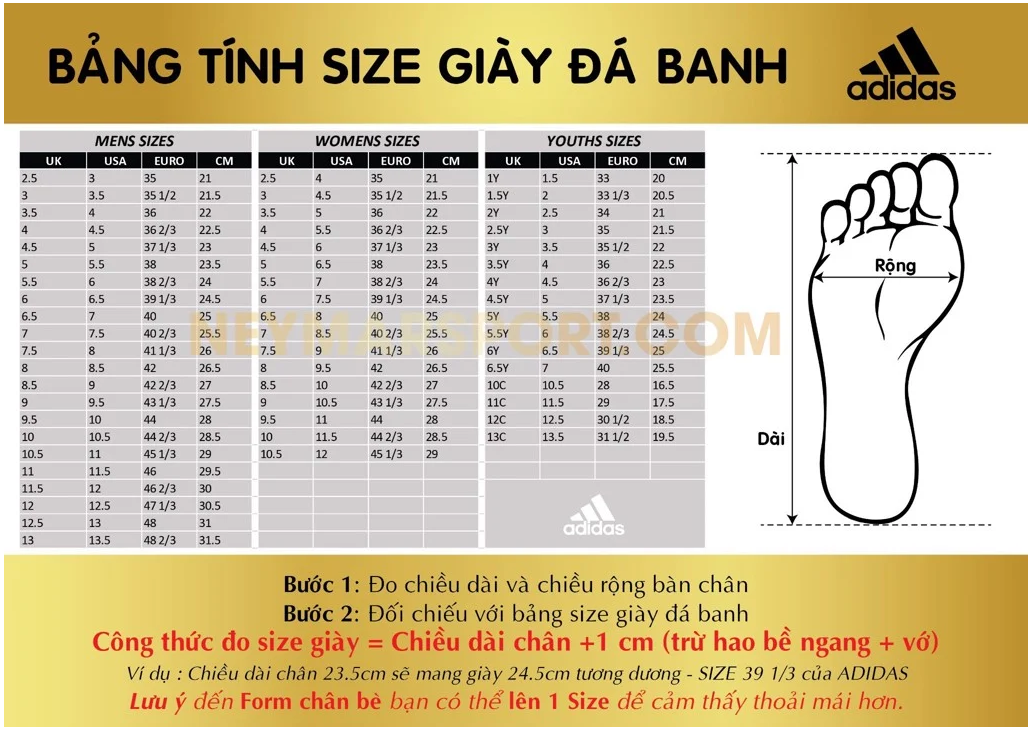 BẢNG TÍNH SIZE GIÀY ĐÁ BANH
adidas
MENS SIZES WOMENS SIZES YOUTHS SIZES
UK USA EURO CM UK USA EURO CM UK USA EURO CM
2.5 3 35 21 2.5 4 35 21 1Y 1.5 33 20
3 3.5 35 1/2 21.5 3 4.5 35 1/2 21.5 1.5Y 2 33 1/3 20.5
3.5 4 36 22 3.5 5 36 22 2Y 2.5 34 21
4 4.5 36 2/3 22.5 4 5.5 36 2/3 22.5 2.5Y 3 35 21.5
4.5 5 37 1/3 23 4.5 6 37 1/3 23 3Y 3.5 35 1/2 22
5 5.5 38 23.5 5 6.5 38 23.5 3.5Y 4 36 22.5
5.5 6 38 2/3 24 5.5 7 38 2/3 24 4Y 4.5 36 2/3 23
6 6.5 39 1/3 24.5 6 7.5 39 1/3 24.5 4.5Y 5 37 1/3 23.5
6.5 7 40 25 6.5 8 40 25 5Y 5.5 38 24
7 7.5 40 2/3 25.5 7 8.5 40 2/3 25.5 5.5Y 6 38 2/3 24.5
7.5 8 41 1/3 26 7.5 9 41 1/3 26 6Y 6.5 39 1/3 25
8 8.5 42 26.5 8 9.5 42 26.5 6.5Y 7 40 25.5
8.5 9 42 2/3 27 8.5 10 42 2/3 27 10C 10.5 28 16.5
9 9.5 43 1/3 27.5 9 10.5 43 1/3 27.5 11C 11.5 29 17.5
9.5 10 44 28 9.5 11 44 28 12C 12.5 30 1/2 18.5
10 10.5 44 2/3 28.5 10 11.5 44 2/3 28.5 13C 13.5 31 1/2 19.5
10.5 11 45 1/3 29 10.5 12 45 1/3 29
11 11.5 46 29.5
11.5 12 46 2/3 30
12 12.5 47 1/3 30.5
12.5 13 48 31
13 13.5 48 2/3 31.5
NEYMARSPORT.COM
adidas
Rộng
Dài
Bước 1: Đo chiều dài và chiều rộng bàn chân
Bước 2: Đối chiếu với bảng size giày đá banh
Công thức đo size giày = Chiều dài chân +1 cm (trừ hao bề ngang + vớ)
Ví dụ : Chiều dài chân 23.5cm sẽ mang giày 24.5cm tương dương - SIZE 39 1/3 của ADIDAS
Lưu ý đến Form chân bè bạn có thể lên 1 Size để cảm thấy thoải mái hơn.